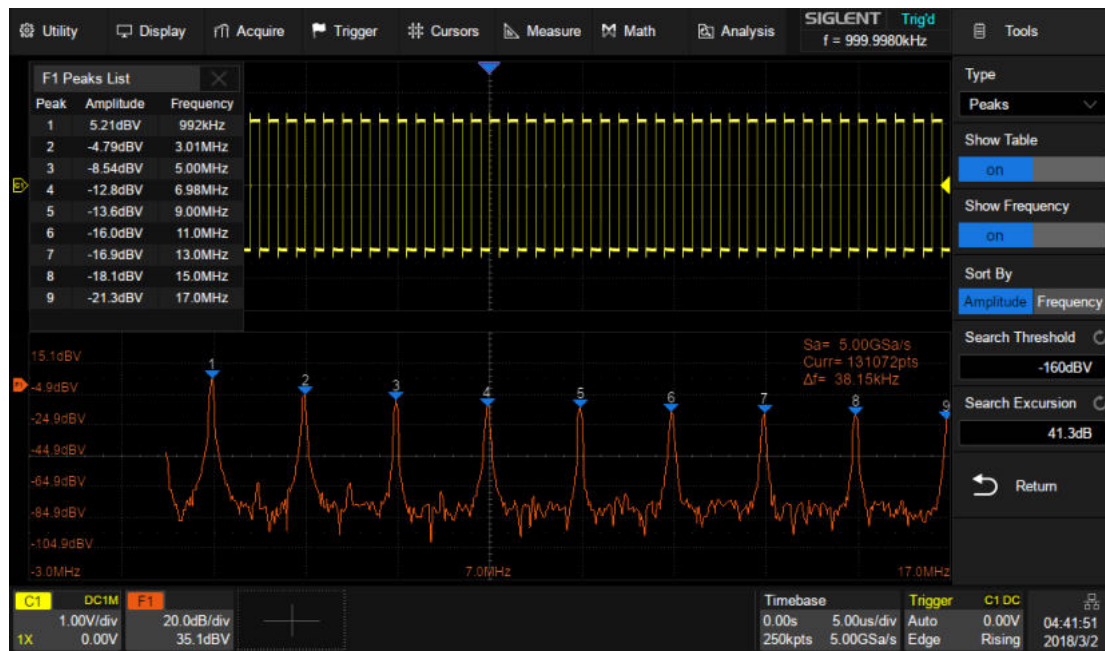 Utility Display Acquire Trigger Cursors Measure Math Analysis
SIGLENT Trig'd
f = 999.9980kHz
Tools
F1 Peaks List
Peak Amplitude Frequency
1 5.21dBV 992kHz
2 -4.79dBV 3.01MHz
3 -8.54dBV 5.00MHz
4 -12.8dBV 6.98MHz
5 -13.6dBV 9.00MHz
6 -16.0dBV 11.0MHz
7 -16.9dBV 13.0MHz
8 -18.1dBV 15.0MHz
9 -21.3dBV 17.0MHz
C1
Type
Peaks
Show Table
on
Show Frequency
on
Sort By
Amplitude Frequency
Search Threshold
-160dBV
Search Excursion
41.3dB
Return
Sa= 5.00GSa/s
Curr= 131072pts
Δf= 38.15kHz
1 2 3 4 5 6 7 8 9
15.1dBV
F1 -4.9dBV
-24.9dBV
-44.9dBV
-64.9dBV
-84.9dBV
-104.9dBV
-3.0MHz 7.0MHz 17.0MHz
C1 DC1M
1.00V/div
1X 0.00V
F1
20.0dB/div
35.1dBV
Timebase
0.00s 5.00us/div
250kpts 5.00GSa/s
Trigger C1 DC
Auto 0.00V
Edge Rising
04:41:51
2018/3/2